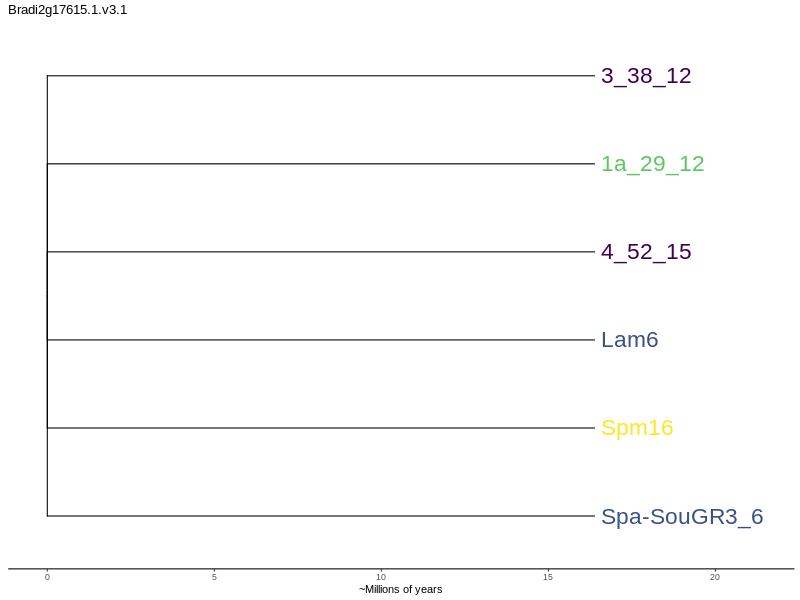 Bradi2g17615.1.v3.1
3_38_12
1a_29_12
4_52_15
Lam6
Spm16
Spa-SouGR3_6
0 5 10 15 20
~Millions of years